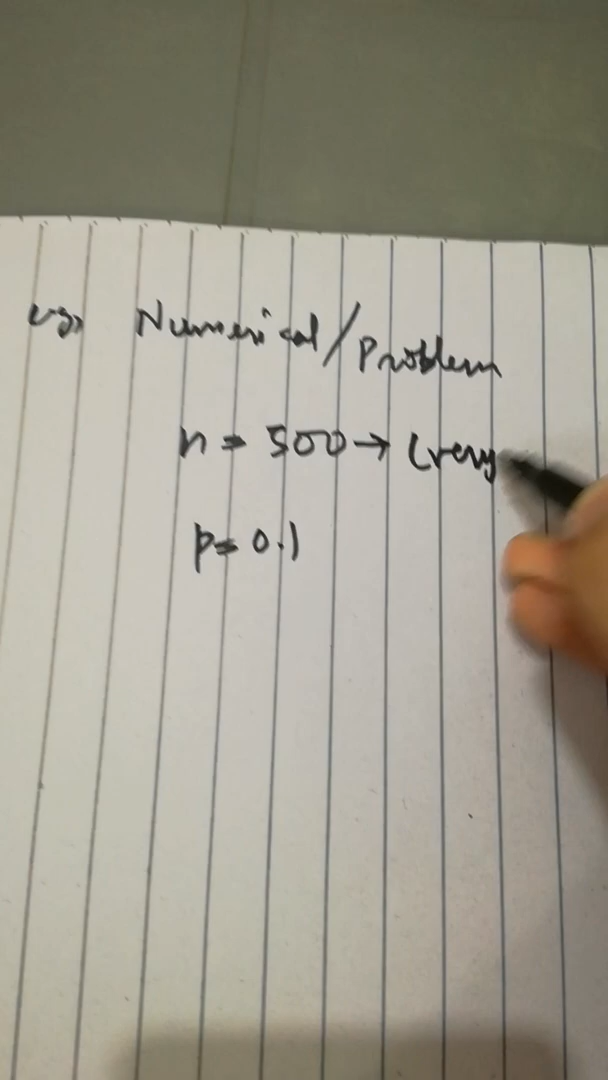 eg, Numerical/Problem
n = 500 → (very
p = 0.1